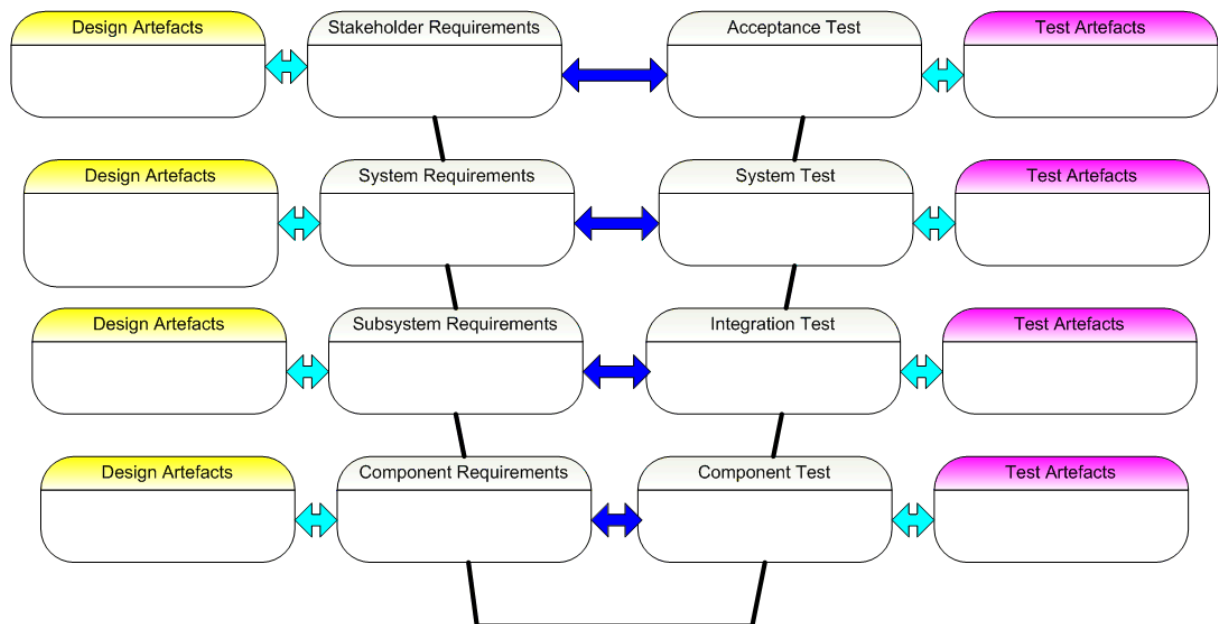 Design Artefacts
Stakeholder Requirements
Acceptance Test
Test Artefacts
Design Artefacts
System Requirements
System Test
Test Artefacts
Design Artefacts
Subsystem Requirements
Integration Test
Test Artefacts
Design Artefacts
Component Requirements
Component Test
Test Artefacts